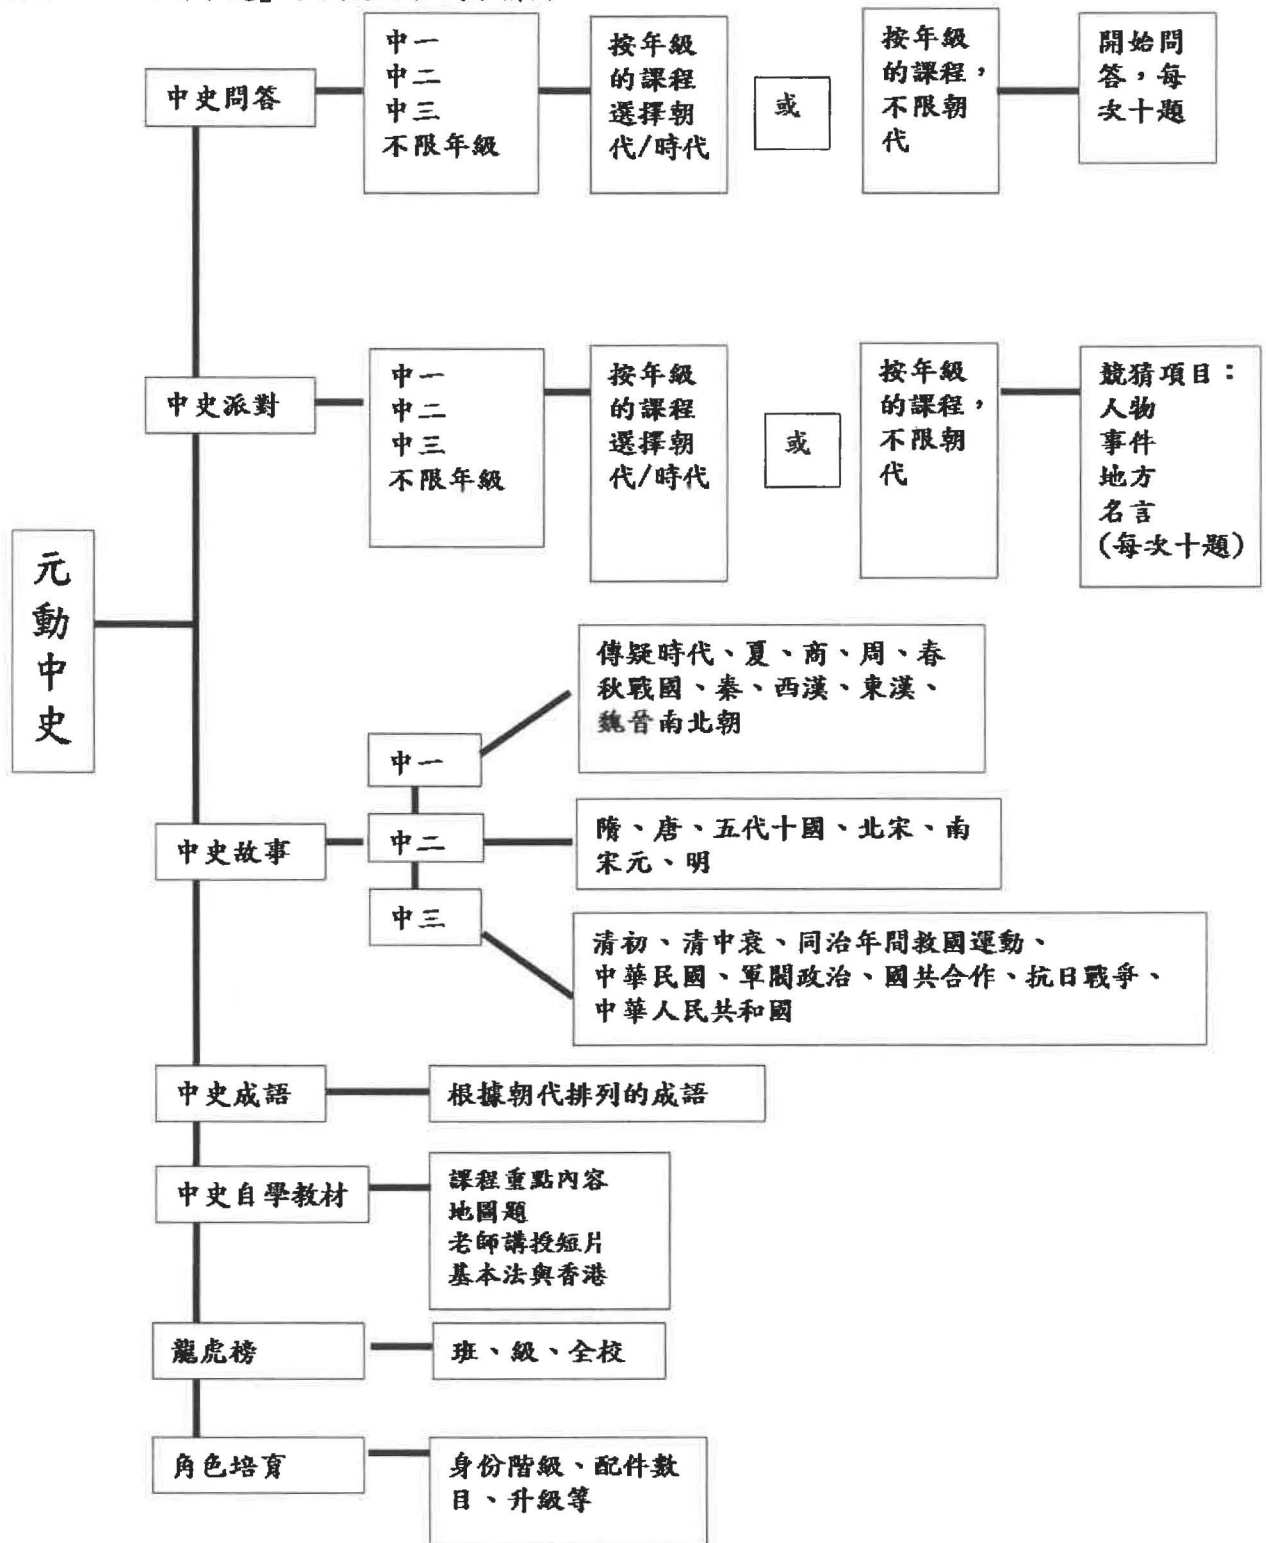 中史問答
中一
中二
中三
不限年級
按年級
的課程
選擇朝
代/時代
或
按年級
的課程，
不限朝
代
開始問
答，每
次十題
中史派對
中一
中二
中三
不限年級
按年級
的課程
選擇朝
代/時代
或
按年級
的課程，
不限朝
代
競猜項目：
人物
事件
地方
名言
(每次十題)
元
動
中
史
中史故事
中一
傳疑時代、夏、商、周、春
秋戰國、秦、西漢、東漢、
魏晉南北朝
中二
隋、唐、五代十國、北宋、南
宋元、明
中三
清初、清中衰、同治年間救國運動、
中華民國、軍閥政治、國共合作、抗日戰爭、
中華人民共和國
中史成語
根據朝代排列的成語
中史自學教材
課程重點內容
地圖題
老師講授短片
基本法與香港
龍虎榜
班、級、全校
角色培育
身份階級、配件數
目、升級等